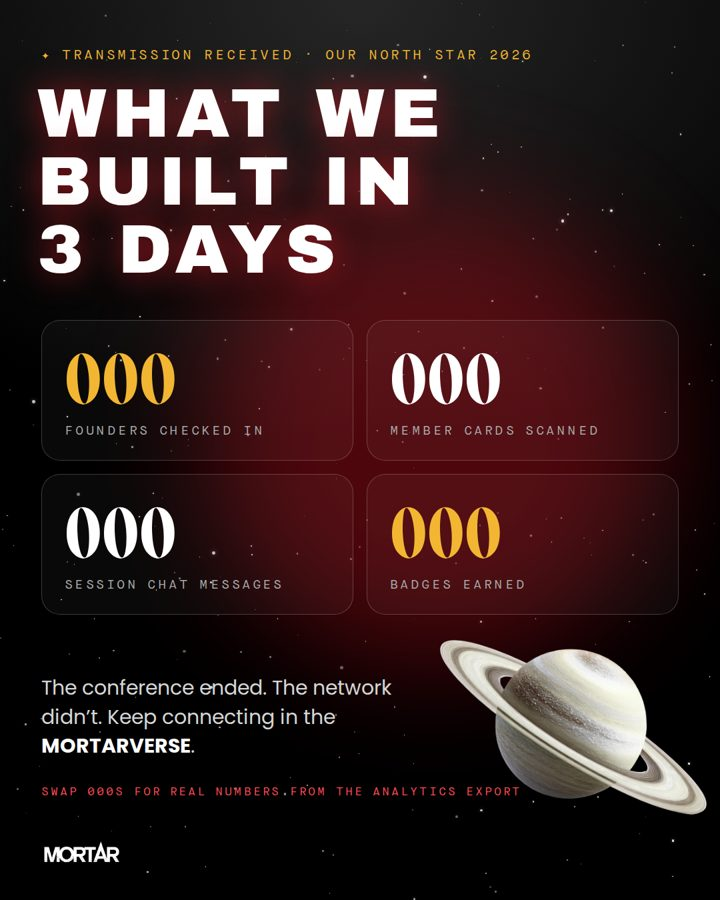 ✦ TRANSMISSION RECEIVED · OUR NORTH STAR 2026
WHAT WE
BUILT IN
3 DAYS
000
FOUNDERS CHECKED IN
000
MEMBER CARDS SCANNED
000
SESSION CHAT MESSAGES
000
BADGES EARNED
The conference ended. The network
didn’t. Keep connecting in the
MORTARVERSE.
SWAP 000S FOR REAL NUMBERS FROM THE ANALYTICS EXPORT
MORTAR